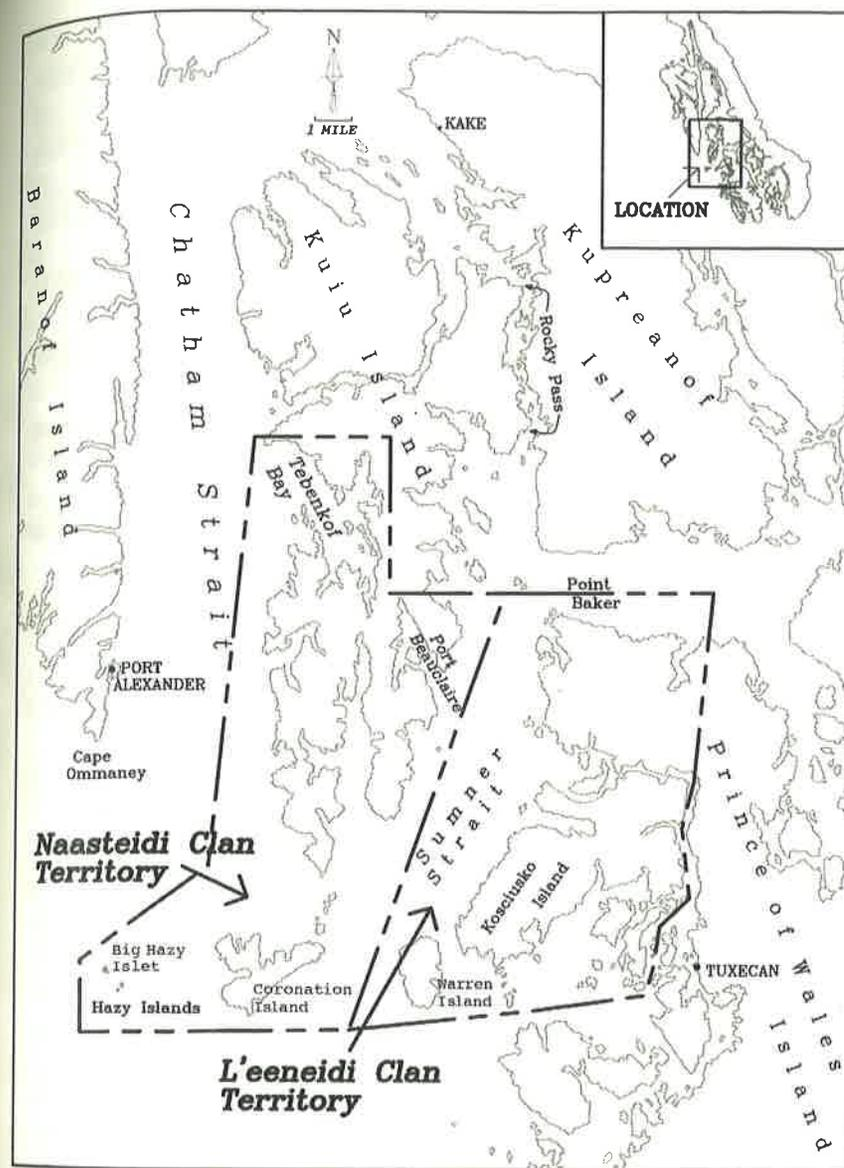 N
1 MILE
KAKE
LOCATION
Baranof Island
Chatham Strait
Kuiu Island
Kupreanof Island
Rocky Pass
Tebenkof
Bay
Point
Baker
Port
Beauclaire
PORT
ALEXANDER
Cape
Ommaney
Sumner
Strait
Prince of Wales Island
Naasteidi Clan
Territory
Kosciusko
Island
Big Hazy
Islet
Hazy Islands
Coronation
Island
Warren
Island
TUXECAN
L'eeneidi Clan
Territory